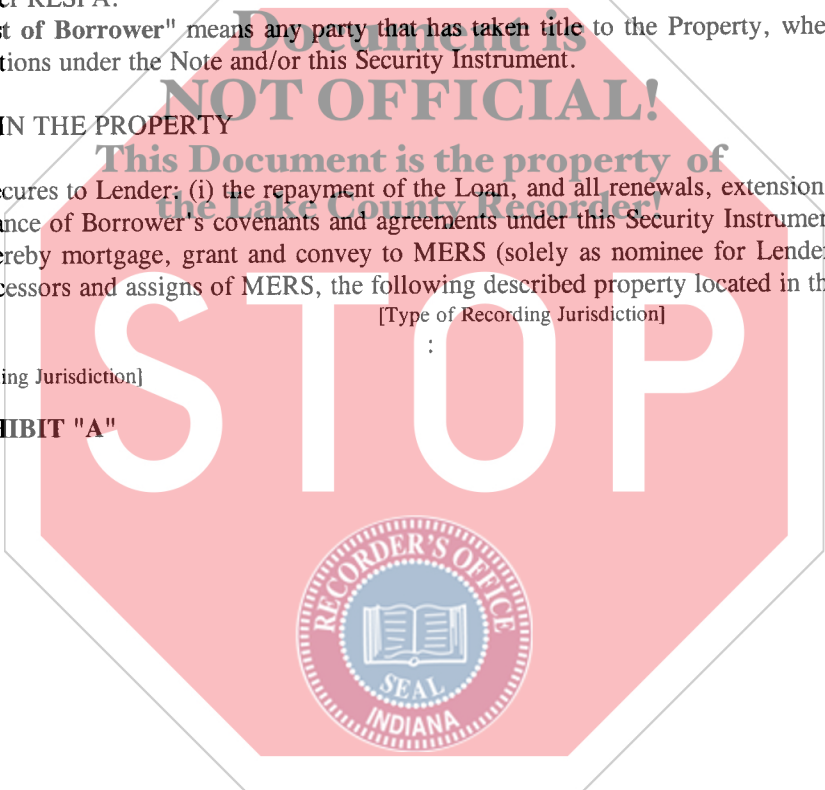 er RESPA.
Document is
st of Borrower" means any party that has taken title to the Property, whe
tions under the Note and/or this Security Instrument.
NOT OFFICIAL!
IN THE PROPERTY
This Document is the property of
cures to Lender: (i) the repayment of the Loan, and all renewals, extension
the Lake County Recorder!
nce of Borrower's covenants and agreements under this Security Instrumen
ereby mortgage, grant and convey to MERS (solely as nominee for Lender
cessors and assigns of MERS, the following described property located in th
[Type of Recording Jurisdiction]
:
ing Jurisdiction]
HIBIT "A"
STOP
RECORDER'S OFFICE
SEAL
INDIANA